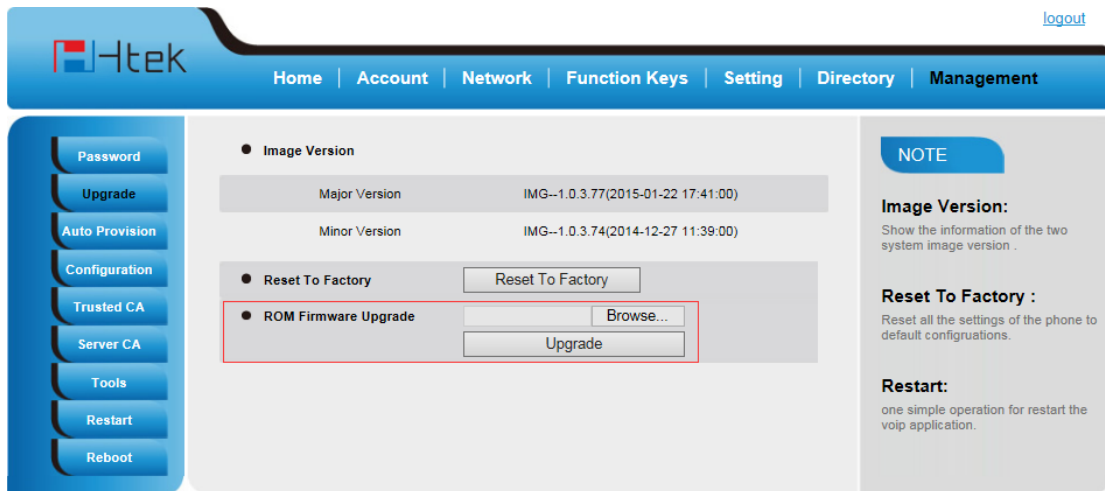 logout
Htek
Home | Account | Network | Function Keys | Setting | Directory | Management
Password
Upgrade
Auto Provision
Configuration
Trusted CA
Server CA
Tools
Restart
Reboot
Image Version
Major Version IMG--1.0.3.77(2015-01-22 17:41:00)
Minor Version IMG--1.0.3.74(2014-12-27 11:39:00)
Reset To Factory Reset To Factory
ROM Firmware Upgrade Browse...
Upgrade
NOTE
Image Version:
Show the information of the two
system image version .
Reset To Factory :
Reset all the settings of the phone to
default configruations.
Restart:
one simple operation for restart the
voip application.